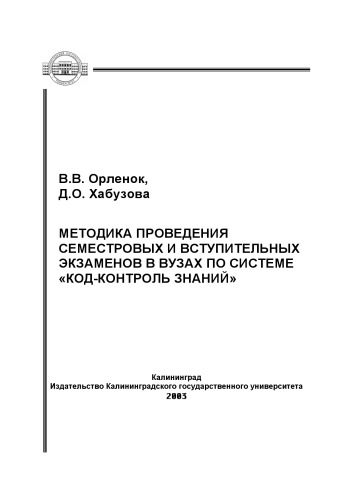 В.В. Орленок,
Д.О. Хабузова
МЕТОДИКА ПРОВЕДЕНИЯ
СЕМЕСТРОВЫХ И ВСТУПИТЕЛЬНЫХ
ЭКЗАМЕНОВ В ВУЗАХ ПО СИСТЕМЕ
«КОД-КОНТРОЛЬ ЗНАНИЙ»
Калининград
Издательство Калининградского государственного университета
2003